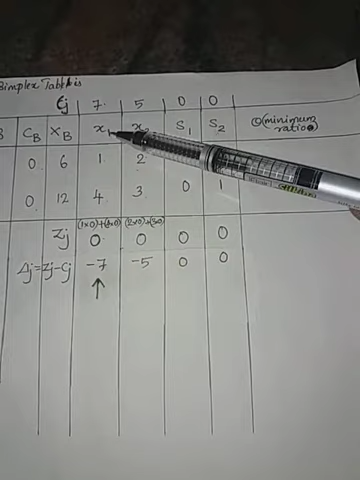 Simplex Table is
Cj 7 5 0 0
B CB XB x1 x2 S1 S2 θ(minimum
ratio)
0 6 1 2
0 12 4 3 0 1
(1x0)+(4x0) (2x0)+(3x0)
Zj 0 0 0 0
Δj=Zj-Cj -7 -5 0 0